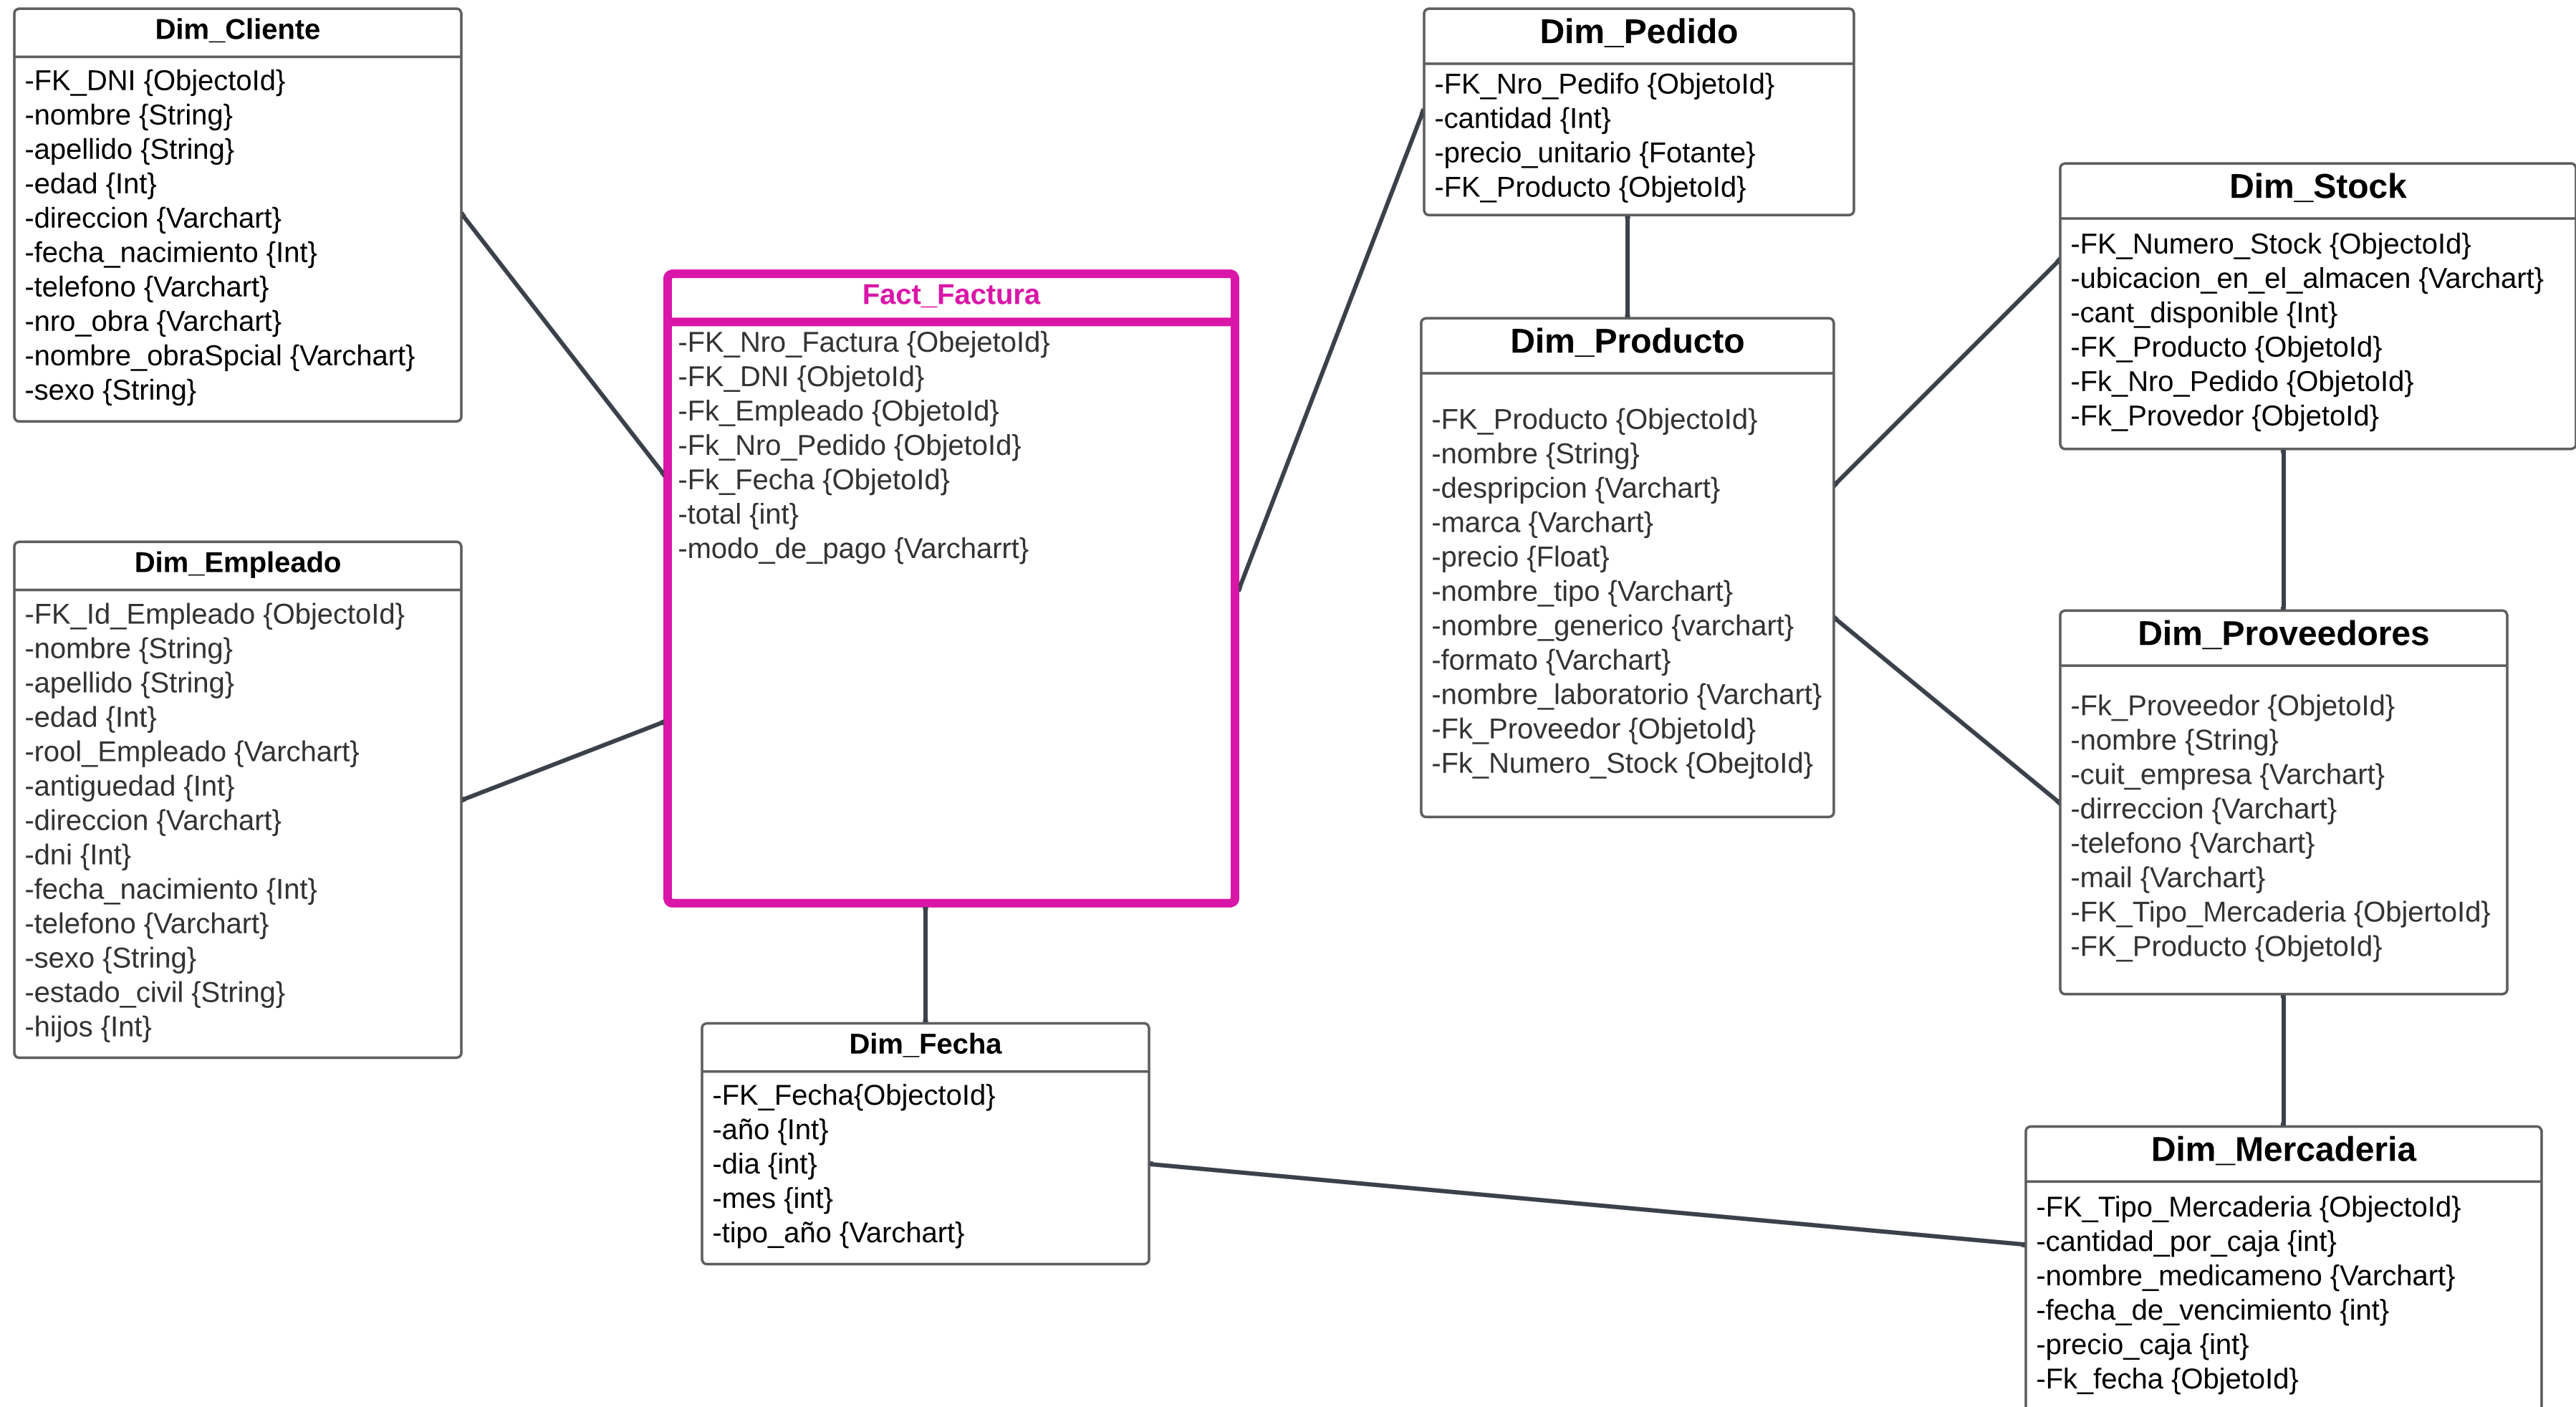 Dim_Cliente
-FK_DNI {ObjectoId}
-nombre {String}
-apellido {String}
-edad {Int}
-direccion {Varchart}
-fecha_nacimiento {Int}
-telefono {Varchart}
-nro_obra {Varchart}
-nombre_obraSpcial {Varchart}
-sexo {String}
Dim_Empleado
-FK_Id_Empleado {ObjectoId}
-nombre {String}
-apellido {String}
-edad {Int}
-rool_Empleado {Varchart}
-antiguedad {Int}
-direccion {Varchart}
-dni {Int}
-fecha_nacimiento {Int}
-telefono {Varchart}
-sexo {String}
-estado_civil {String}
-hijos {Int}
Fact_Factura
-FK_Nro_Factura {ObejetoId}
-FK_DNI {ObjetoId}
-Fk_Empleado {ObjetoId}
-Fk_Nro_Pedido {ObjetoId}
-Fk_Fecha {ObjetoId}
-total {int}
-modo_de_pago {Varcharrt}
Dim_Fecha
-FK_Fecha{ObjectoId}
-año {Int}
-dia {int}
-mes {int}
-tipo_año {Varchart}
Dim_Pedido
-FK_Nro_Pedifo {ObjetoId}
-cantidad {Int}
-precio_unitario {Fotante}
-FK_Producto {ObjetoId}
Dim_Producto
-FK_Producto {ObjectoId}
-nombre {String}
-despripcion {Varchart}
-marca {Varchart}
-precio {Float}
-nombre_tipo {Varchart}
-nombre_generico {varchart}
-formato {Varchart}
-nombre_laboratorio {Varchart}
-Fk_Proveedor {ObjetoId}
-Fk_Numero_Stock {ObejtoId}
Dim_Stock
-FK_Numero_Stock {ObjectoId}
-ubicacion_en_el_almacen {Varchart}
-cant_disponible {Int}
-FK_Producto {ObjetoId}
-Fk_Nro_Pedido {ObjetoId}
-Fk_Provedor {ObjetoId}
Dim_Proveedores
-Fk_Proveedor {ObjetoId}
-nombre {String}
-cuit_empresa {Varchart}
-dirreccion {Varchart}
-telefono {Varchart}
-mail {Varchart}
-FK_Tipo_Mercaderia {ObjertoId}
-FK_Producto {ObjetoId}
Dim_Mercaderia
-FK_Tipo_Mercaderia {ObjectoId}
-cantidad_por_caja {int}
-nombre_medicameno {Varchart}
-fecha_de_vencimiento {int}
-precio_caja {int}
-Fk_fecha {ObjetoId}